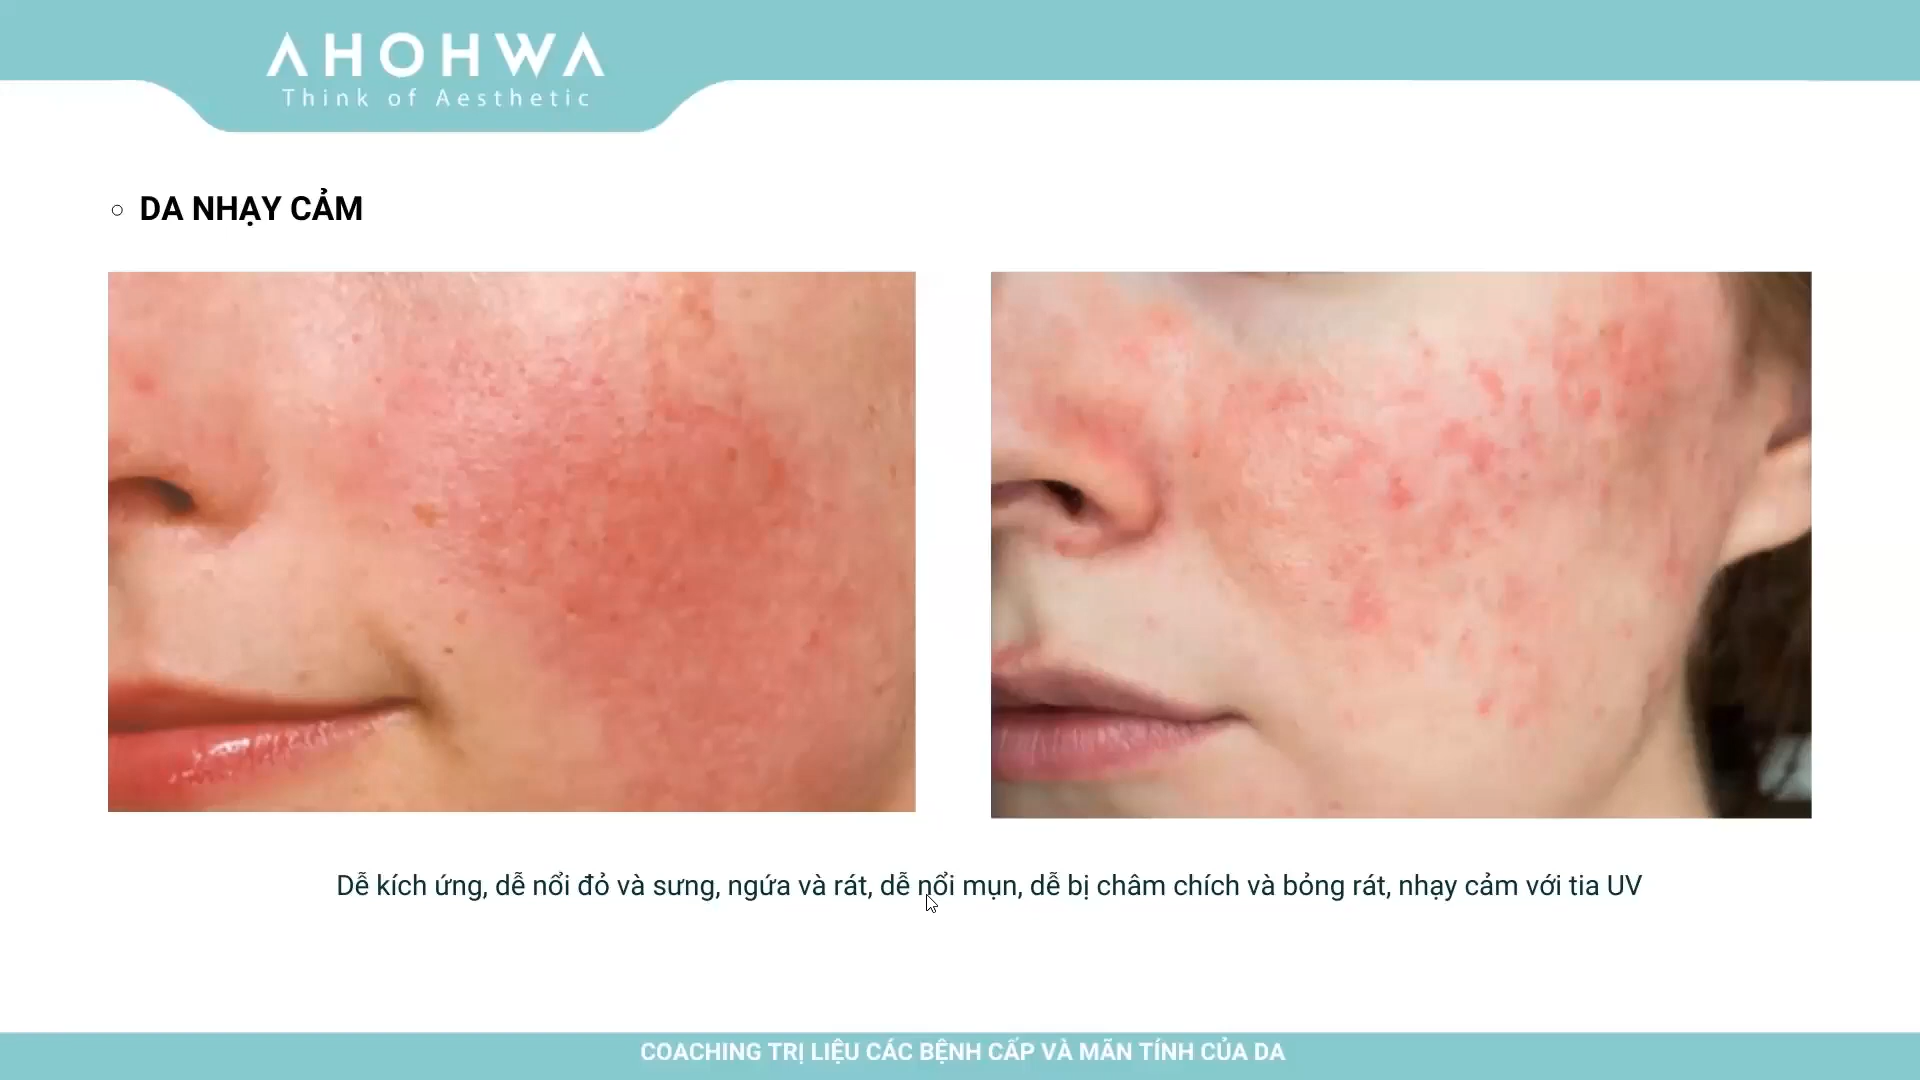 AHOHWA
Think of Aesthetic
DA NHẠY CẢM
Dễ kích ứng, dễ nổi đỏ và sưng, ngứa và rát, dễ nổi mụn, dễ bị châm chích và bỏng rát, nhạy cảm với tia UV
COACHING TRỊ LIỆU CÁC BỆNH CẤP VÀ MÃN TÍNH CỦA DA